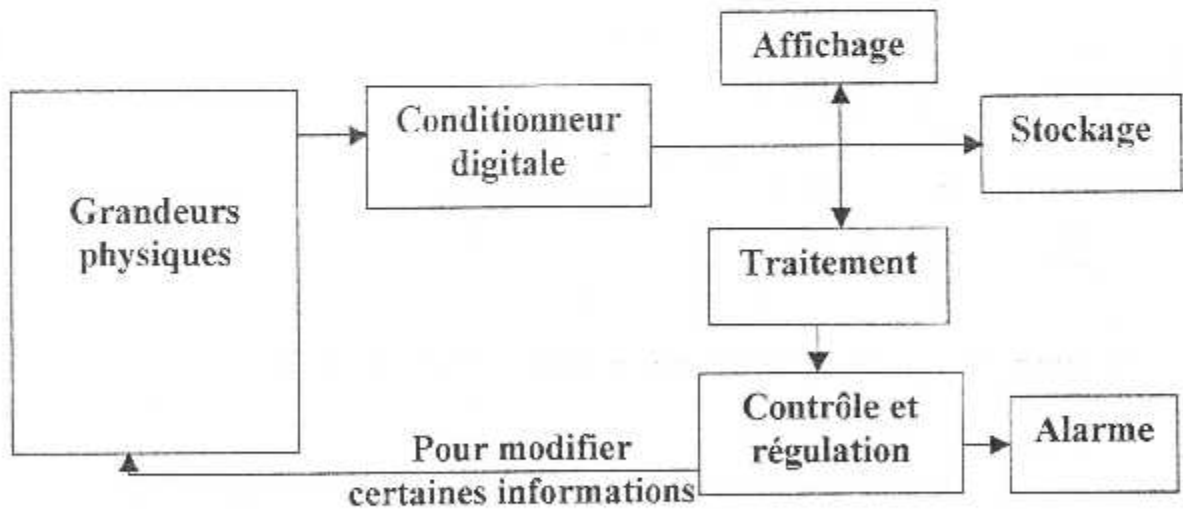 Affichage
Conditionneur
digitale
Stockage
Grandeurs
physiques
Traitement
Contrôle et
régulation
Alarme
Pour modifier
certaines informations